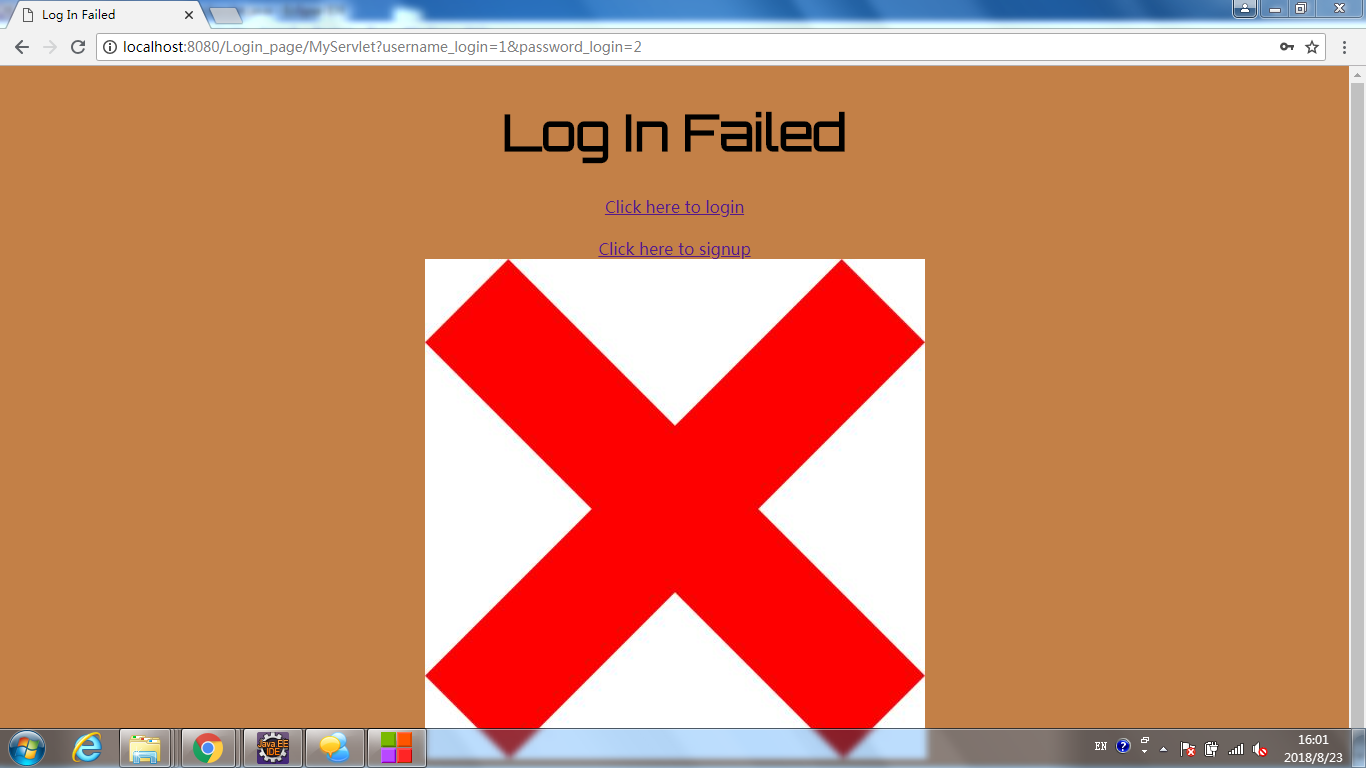 Log In Failed
localhost:8080/Login_page/MyServlet?username_login=1&password_login=2
Log In Failed
Click here to login
Click here to signup
Java EE
IDE
EN
16:01
2018/8/23